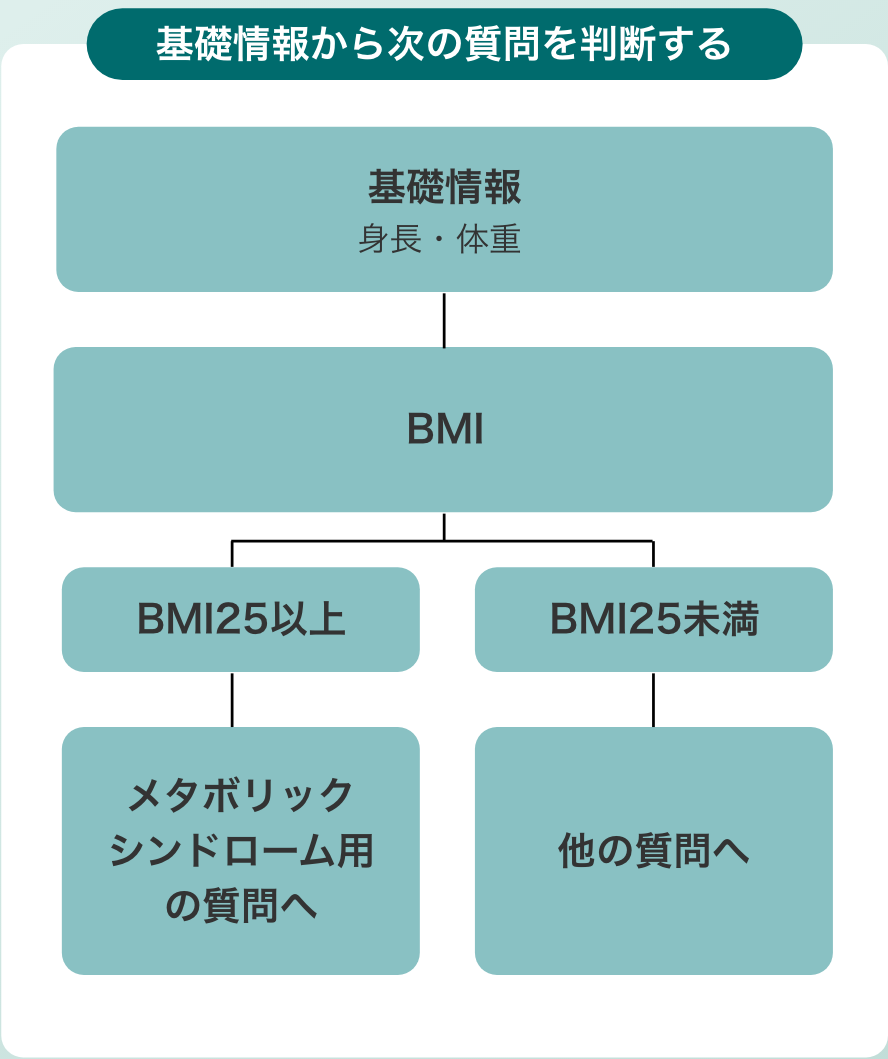 基礎情報から次の質問を判断する
基礎情報
身長・体重
BMI
BMI25以上
BMI25未満
メタボリック
シンドローム用
の質問へ
他の質問へ